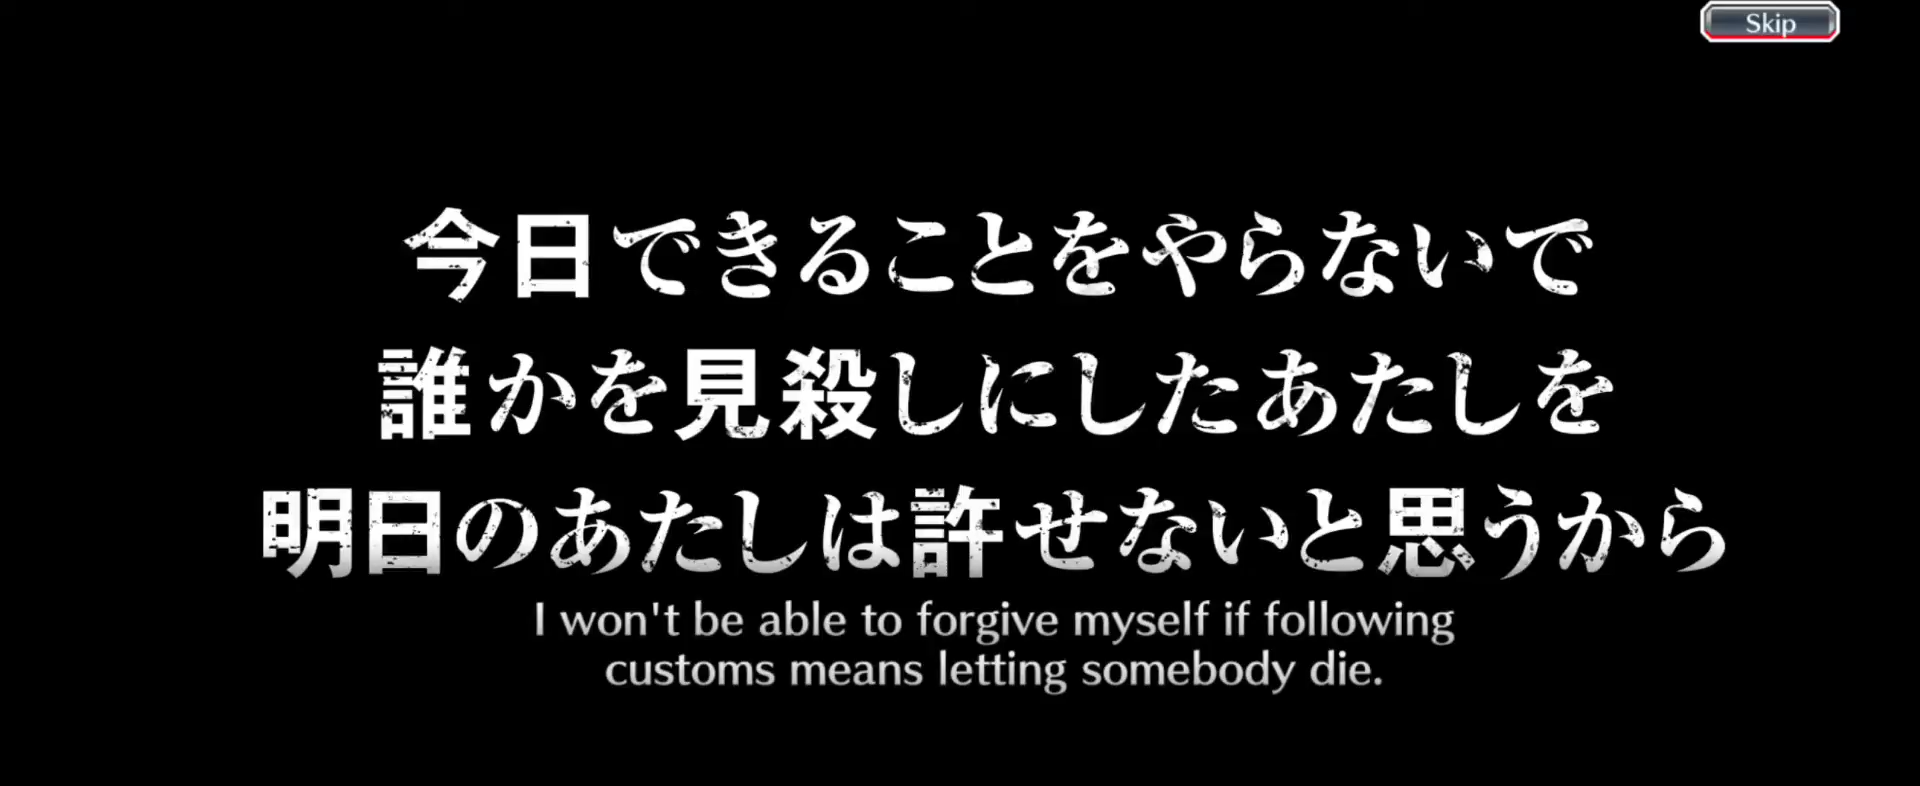 Skip
今日できることをやらないで
誰かを見殺しにしたあたしを
明日のあたしは許せないと思うから
I won't be able to forgive myself if following
customs means letting somebody die.